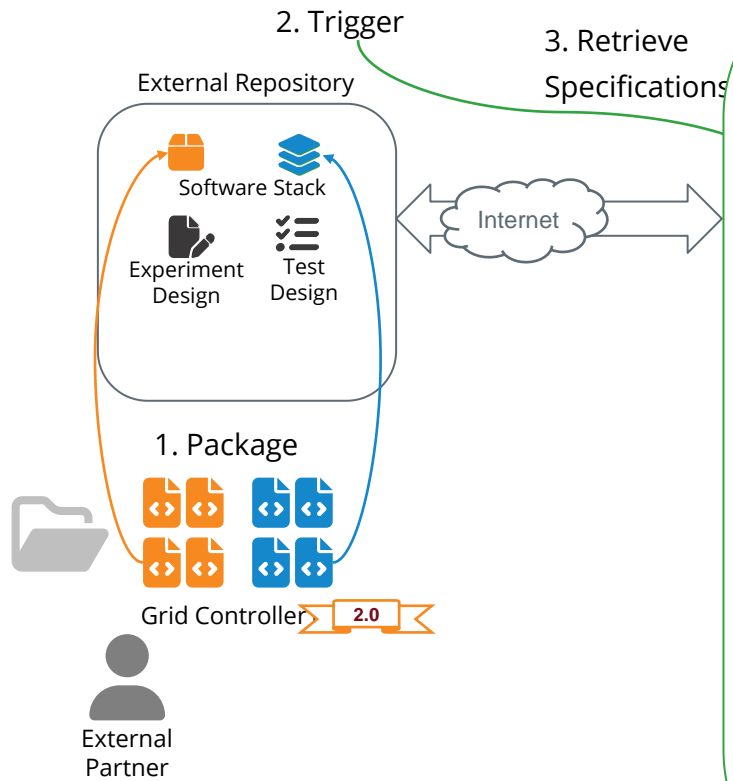 2. Trigger
3. Retrieve
Specifications
External Repository
Software Stack
Experiment
Design
Test
Design
Internet
1. Package
Grid Controller
2.0
External
Partner